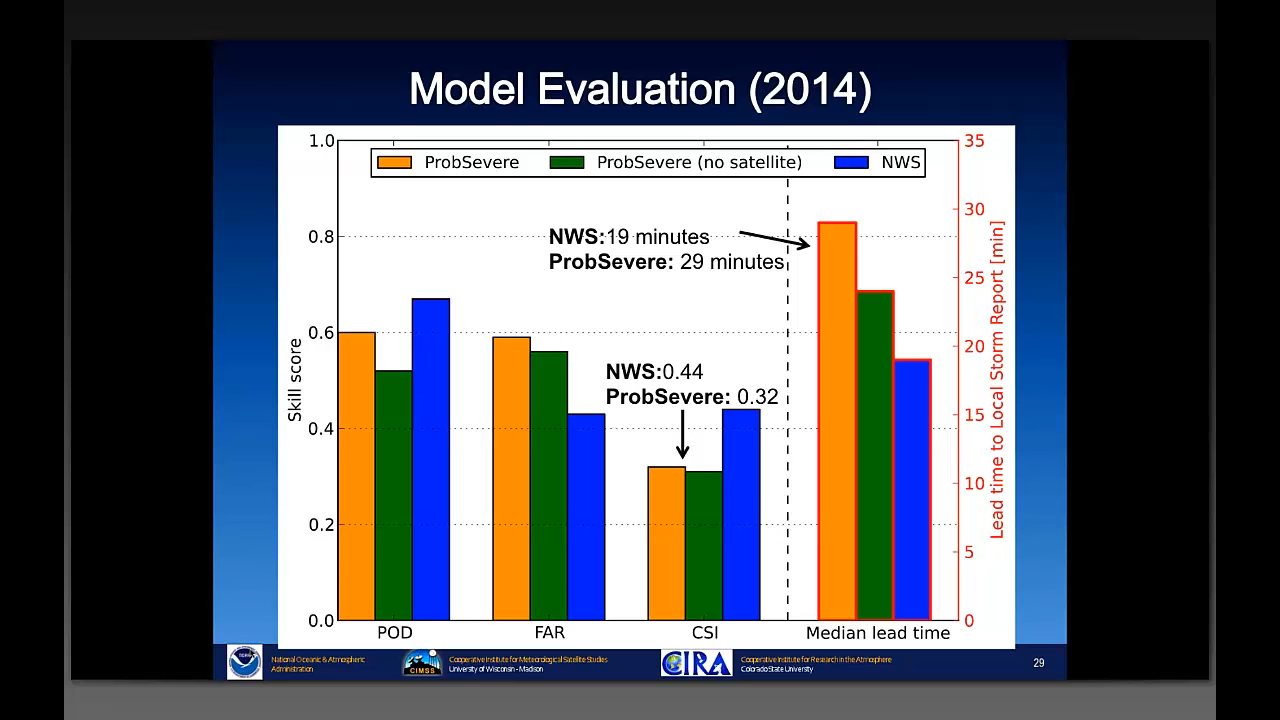 Model Evaluation (2014)
1.0
0.8
0.6
0.4
0.2
0.0
Skill score
ProbSevere
ProbSevere (no satellite)
NWS
NWS:19 minutes
ProbSevere: 29 minutes
NWS:0.44
ProbSevere: 0.32
35
30
25
20
15
10
5
0
Lead time to Local Storm Report [min]
POD
FAR
CSI
Median lead time
National Oceanic & Atmospheric
Administration
CIMSS
Cooperative Institute for Meteorological Satellite Studies
University of Wisconsin - Madison
CIRA
Cooperative Institute for Research in the Atmosphere
Colorado State University
29